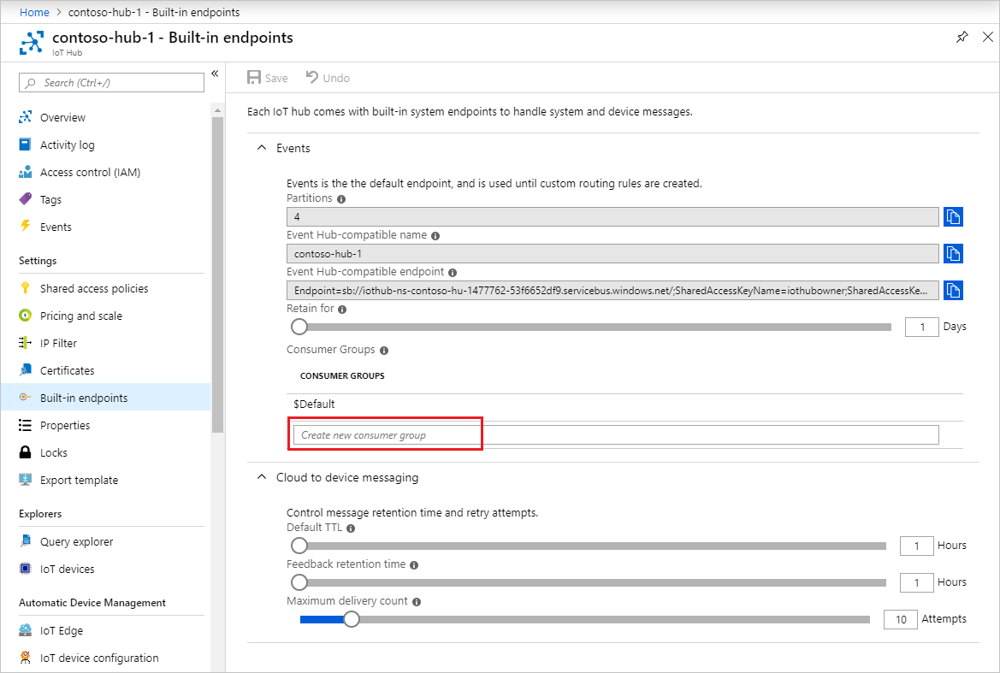 Home > contoso-hub-1 - Built-in endpoints
contoso-hub-1 - Built-in endpoints
IoT Hub
Search (Ctrl+/)
Overview
Activity log
Access control (IAM)
Tags
Events
Settings
Shared access policies
Pricing and scale
IP Filter
Certificates
Built-in endpoints
Properties
Locks
Export template
Explorers
Query explorer
IoT devices
Automatic Device Management
IoT Edge
IoT device configuration
Save Undo
Each IoT hub comes with built-in system endpoints to handle system and device messages.
Events
Events is the the default endpoint, and is used until custom routing rules are created.
Partitions
4
Event Hub-compatible name
contoso-hub-1
Event Hub-compatible endpoint
Endpoint=sb://iothub-ns-contoso-hu-1477762-53f6652df9.servicebus.windows.net/;SharedAccessKeyName=iothubowner;SharedAccessKe...
Retain for
1 Days
Consumer Groups
CONSUMER GROUPS
$Default
Create new consumer group
Cloud to device messaging
Control message retention time and retry attempts.
Default TTL
1 Hours
Feedback retention time
1 Hours
Maximum delivery count
10 Attempts